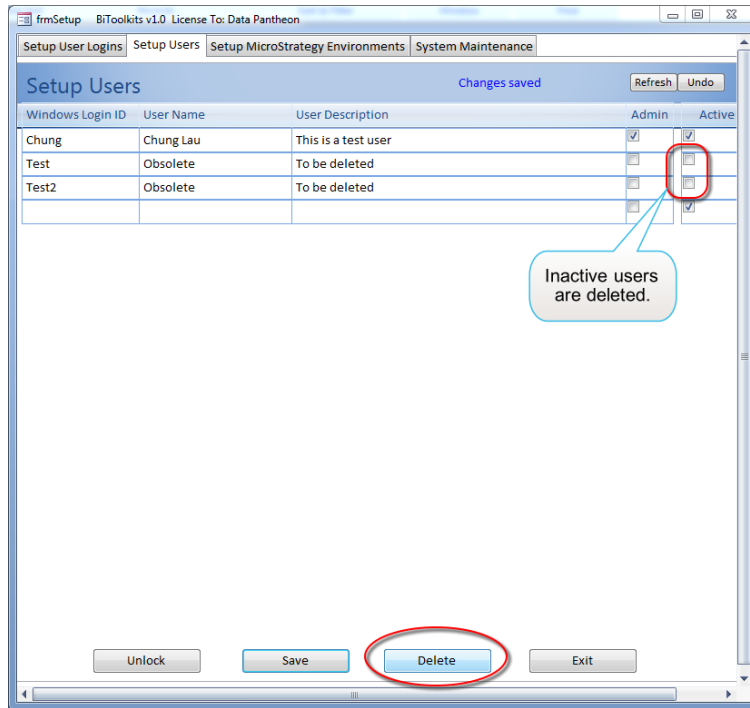 frmSetup BiToolkits v1.0 License To: Data Pantheon
Setup User Logins Setup Users Setup MicroStrategy Environments System Maintenance
Setup Users Changes saved Refresh Undo
Windows Login ID User Name User Description Admin Active
Chung Chung Lau This is a test user
Test Obsolete To be deleted
Test2 Obsolete To be deleted
Inactive users
are deleted.
Unlock Save Delete Exit